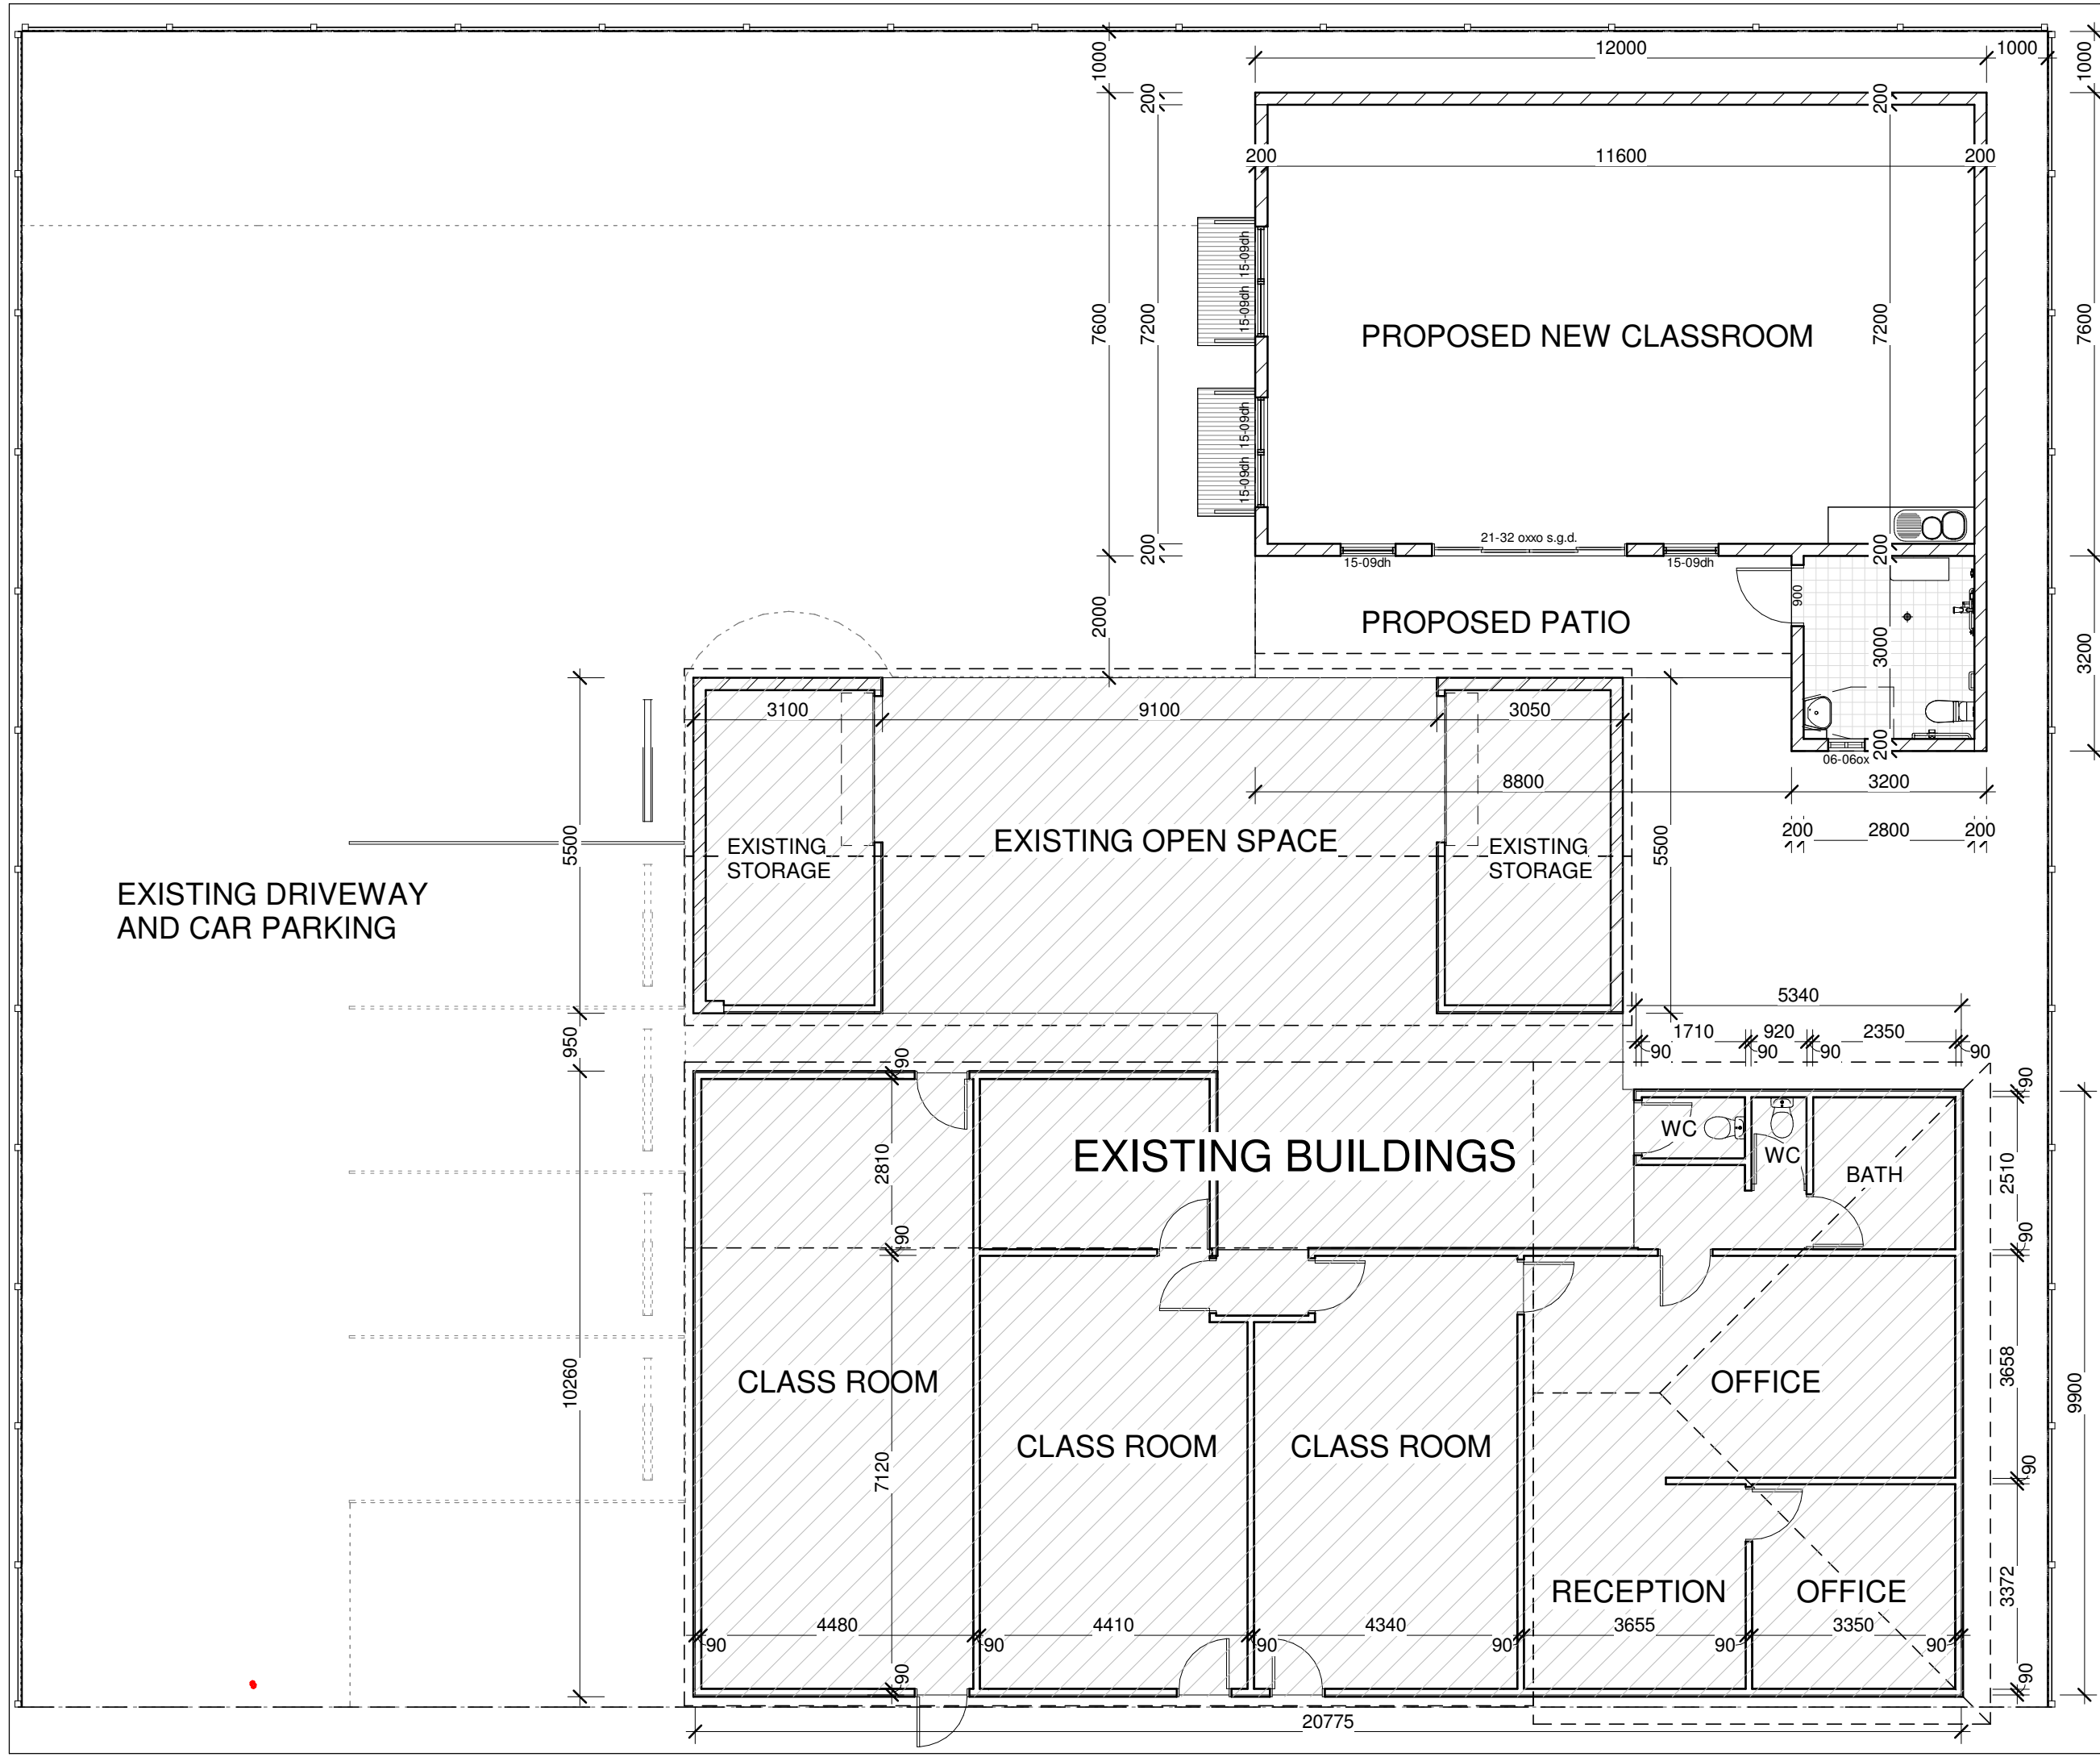 12000
1000
1000
1000
200
200
200
11600
200
15-09dh
15-09dh
7600
7200
PROPOSED NEW CLASSROOM
7200
7600
15-09dh
15-09dh
200
21-32 oxxo s.g.d.
200
15-09dh
15-09dh
2000
PROPOSED PATIO
900
3000
3200
3100
9100
3050
200
06-06ox
8800
3200
5500
EXISTING
STORAGE
EXISTING OPEN SPACE
EXISTING
STORAGE
5500
200
2800
200
EXISTING DRIVEWAY
AND CAR PARKING
5340
950
1710
920
2350
90
90
90
90
90
90
2810
EXISTING BUILDINGS
WC
WC
BATH
2510
90
90
10260
CLASS ROOM
OFFICE
3658
9900
CLASS ROOM
CLASS ROOM
7120
90
RECEPTION
OFFICE
3372
4480
4410
4340
3655
3350
90
90
90
90
90
90
90
90
20775